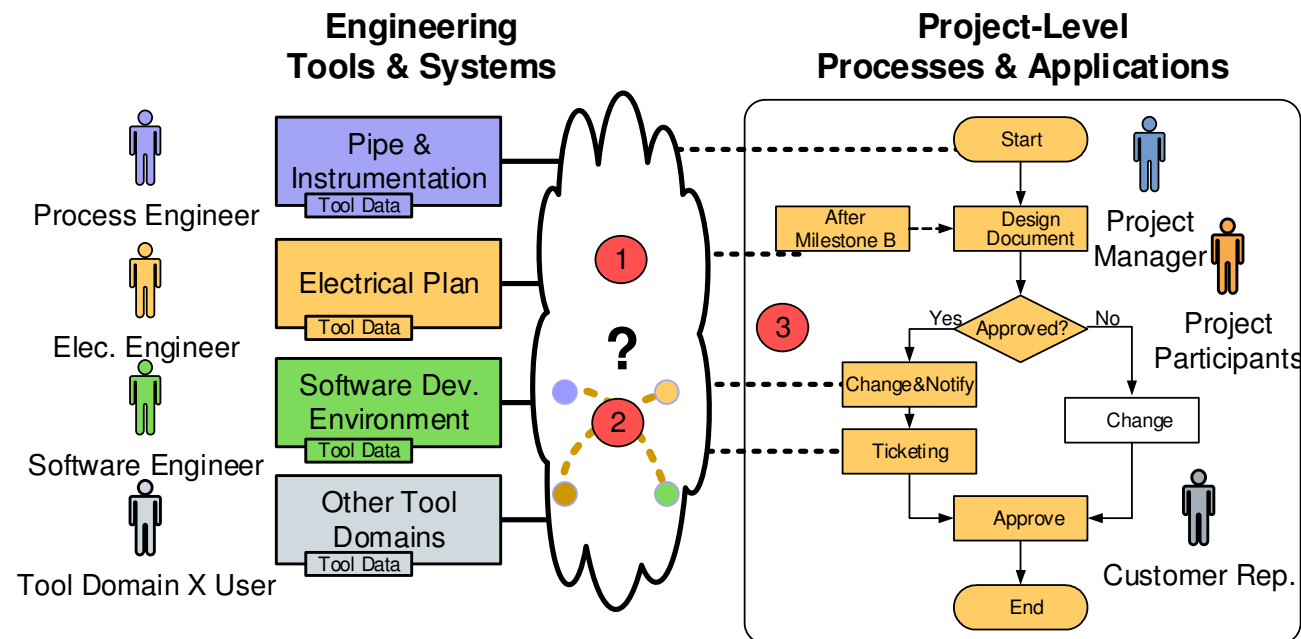 Engineering
Tools & Systems
Project-Level
Processes & Applications
Process Engineer
Elec. Engineer
Software Engineer
Tool Domain X User
Pipe &
Instrumentation
Tool Data
Electrical Plan
Tool Data
Software Dev.
Environment
Tool Data
Other Tool
Domains
Tool Data
1
?
2
3
Start
After
Milestone B
Design
Document
Approved?
Yes
No
Change&Notify
Change
Ticketing
Approve
End
Project
Manager
Project
Participants
Customer Rep.